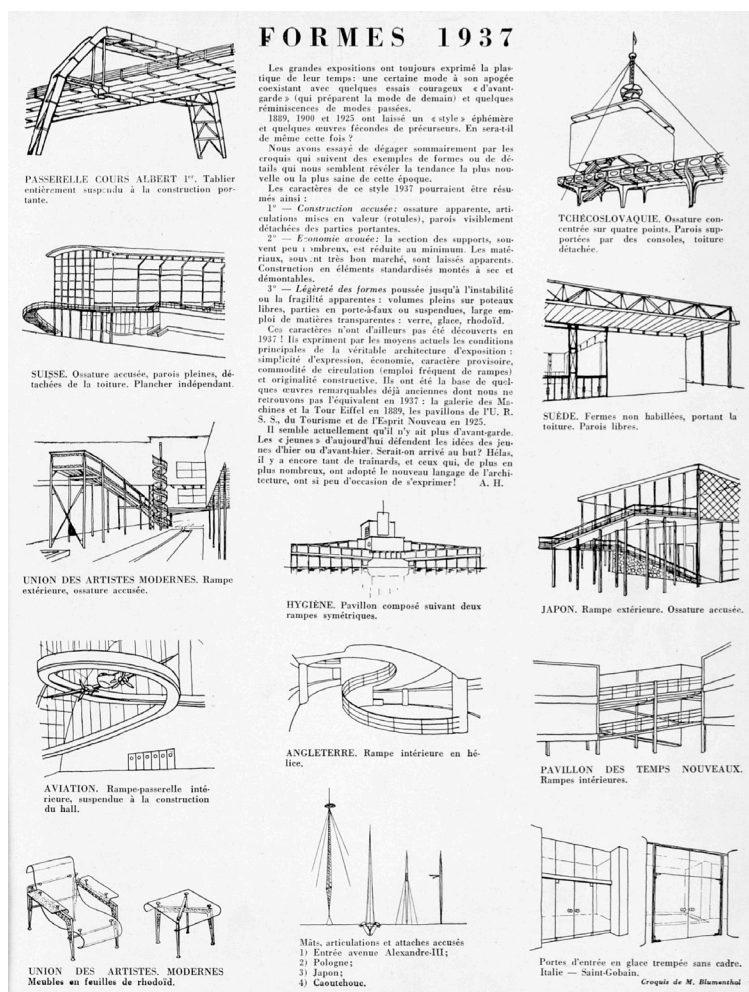 FORMES 1937
Les grandes expositions ont toujours exprimé la plas-
tique de leur temps: une certaine mode à son apogée
coexistant avec quelques essais courageux « d'avant-
garde » (qui préparent la mode de demain) et quelques
réminiscences de modes passées.
1889, 1900 et 1925 ont laissé un « style » éphémère
et quelques œuvres fécondes de précurseurs. En sera-t-il
de même cette fois ?
Nous avons essayé de dégager sommairement par les
croquis qui suivent des exemples de formes ou de dé-
tails qui nous semblent révéler la tendance la plus nou-
velle ou la plus saine de cette époque.
Les caractères de ce style 1937 pourraient être résu-
més ainsi :
1° — Construction accusée: ossature apparente, arti-
culations mises en valeur (rotules), parois visiblement
détachées des parties portantes.
2° — Economie avouée: la section des supports, sou-
vent peu nombreux, est réduite au minimum. Les maté-
riaux, souvent très bon marché, sont laissés apparents.
Construction en éléments standardisés montés à sec et
démontables.
3° — Légèreté des formes poussée jusqu'à l'instabilité
ou la fragilité apparentes : volumes pleins sur poteaux
libres, parties en porte-à-faux ou suspendues, large em-
ploi de matières transparentes : verre, glace, rhodoïd.
Ces caractères n'ont d'ailleurs pas été découverts en
1937 ! Ils expriment par les moyens actuels les conditions
principales de la véritable architecture d'exposition :
simplicité d'expression, économie, caractère provisoire,
commodité de circulation (emploi fréquent de rampes)
et originalité constructive. Ils ont été la base de quel-
ques œuvres remarquables déjà anciennes dont nous ne
retrouvons pas l'équivalent en 1937 : la galerie des Ma-
chines et la Tour Eiffel en 1889, les pavillons de l'U. R.
S. S., du Tourisme et de l'Esprit Nouveau en 1925.
Il semble actuellement qu'il n'y ait plus d'avant-garde.
Les « jeunes » d'aujourd'hui défendent les idées des jeu-
nes d'hier ou d'avant-hier. Serait-on arrivé au but? Hélas,
il y a encore tant de traînards, et ceux qui, de plus en
plus nombreux, ont adopté le nouveau langage de l'archi-
tecture, ont si peu d'occasion de s'exprimer! A. H.
PASSERELLE COURS ALBERT Ier. Tablier
entièrement suspendu à la construction por-
tante.
SUISSE. Ossature accusée, parois pleines, dé-
tachées de la toiture. Plancher indépendant.
UNION DES ARTISTES MODERNES. Rampe
extérieure, ossature accusée.
AVIATION. Rampe-passerelle inté-
rieure, suspendue à la construction
du hall.
UNION DES ARTISTES. MODERNES
Meubles en feuilles de rhodoïd.
HYGIÈNE. Pavillon composé suivant deux
rampes symétriques.
ANGLETERRE. Rampe intérieure en hé-
lice.
Mâts, articulations et attaches accusés
1) Entrée avenue Alexandre-III;
2) Pologne;
3) Japon;
4) Caoutchouc.
TCHÉCOSLOVAQUIE. Ossature con-
centrée sur quatre points. Parois sup-
portées par des consoles, toiture
détachée.
SUÈDE. Fermes non habillées, portant la
toiture. Parois libres.
JAPON. Rampe extérieure. Ossature accusée.
PAVILLON DES TEMPS NOUVEAUX.
Rampes intérieures.
Portes d'entrée en glace trempée sans cadre.
Italie — Saint-Gobain.
Croquis de M. Blumenthal